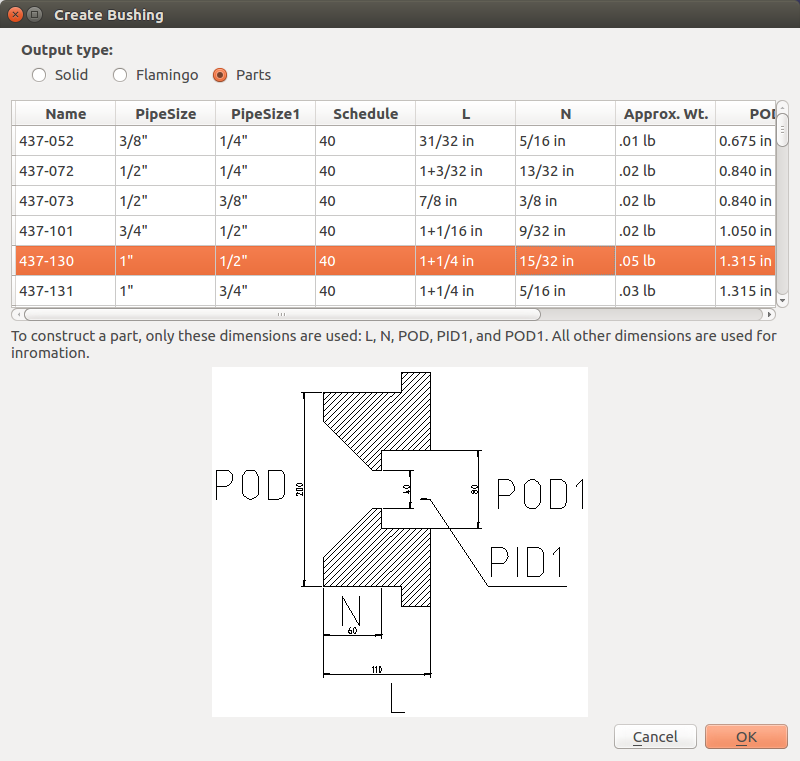 Create Bushing
Output type:
Solid Flamingo Parts
Name PipeSize PipeSize1 Schedule L N Approx. Wt. POD
437-052 3/8" 1/4" 40 31/32 in 5/16 in .01 lb 0.675 in
437-072 1/2" 1/4" 40 1+3/32 in 13/32 in .02 lb 0.840 in
437-073 1/2" 3/8" 40 7/8 in 3/8 in .02 lb 0.840 in
437-101 3/4" 1/2" 40 1+1/16 in 9/32 in .02 lb 1.050 in
437-130 1" 1/2" 40 1+1/4 in 15/32 in .05 lb 1.315 in
437-131 1" 3/4" 40 1+1/4 in 5/16 in .03 lb 1.315 in
To construct a part, only these dimensions are used: L, N, POD, PID1, and POD1. All other dimensions are used for
inromation.
POD 200 40 80 POD1
PID1
N
60
110
L
Cancel OK